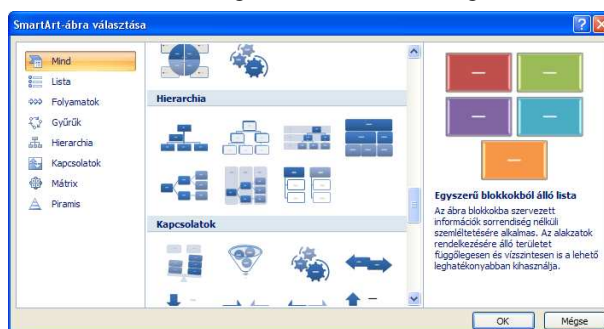 SmartArt-ábra választása
Mind
Lista
Folyamatok
Gyűrűk
Hierarchia
Kapcsolatok
Mátrix
Piramis
Hierarchia
Kapcsolatok
Egyszerű blokkokból álló lista
Az ábra blokkokba szervezett
információk sorrendiség nélküli
szemléltetésére alkalmas. Az alakzatok
rendelkezésére álló területet
függőlegesen és vízszintesen is a lehető
leghatékonyabban kihasználja.
OK
Mégse